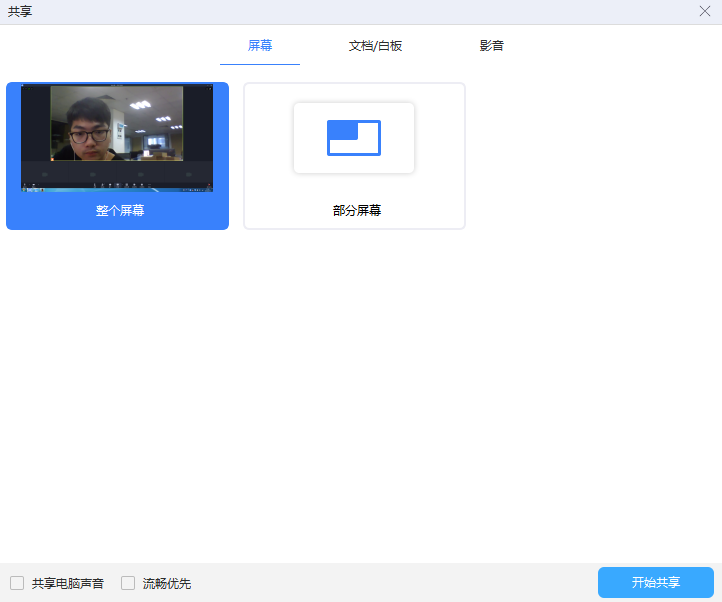 共享
屏幕
文档/白板
影音
整个屏幕
部分屏幕
共享电脑声音
流畅优先
开始共享